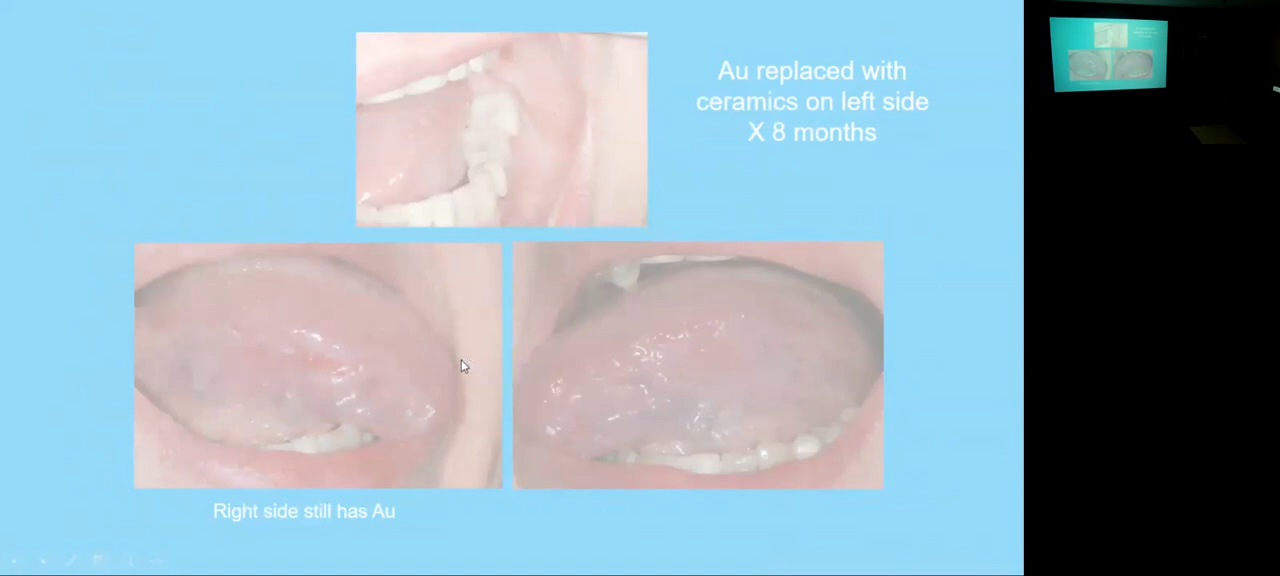 Au replaced with
ceramics on left side
X 8 months
Right side still has Au